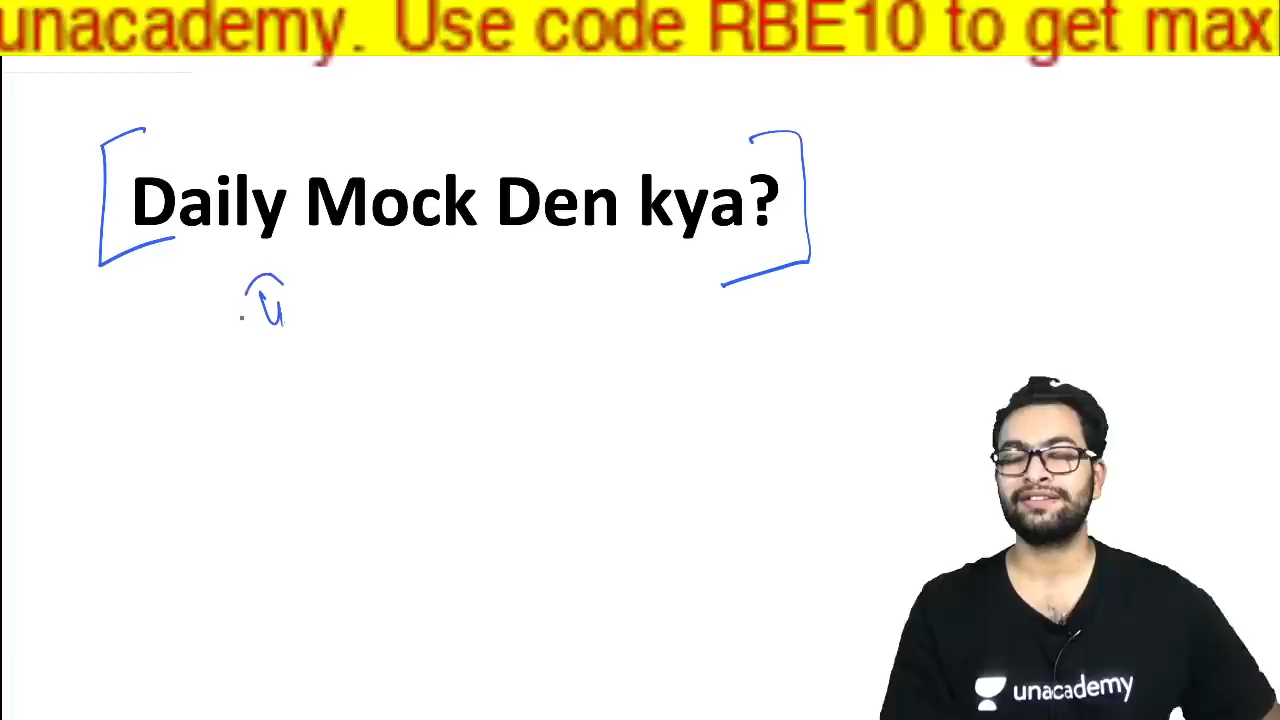 unacademy. Use code RBE10 to get max
Daily Mock Den kya?
unacademy